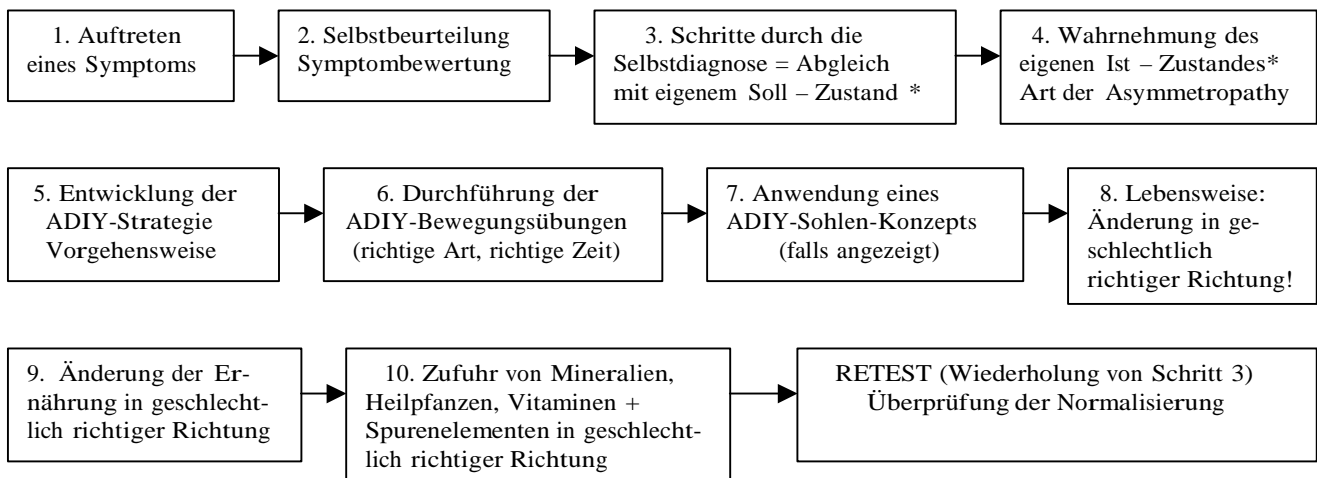 1. Auftreten
eines Symptoms
2. Selbstbeurteilung
Symptombewertung
3. Schritte durch die
Selbstdiagnose = Abgleich
mit eigenem Soll – Zustand *
4. Wahrnehmung des
eigenen Ist – Zustandes*
Art der Asymmetropathy
5. Entwicklung der
ADIY-Strategie
Vorgehensweise
6. Durchführung der
ADIY-Bewegungsübungen
(richtige Art, richtige Zeit)
7. Anwendung eines
ADIY-Sohlen-Konzepts
(falls angezeigt)
8. Lebensweise:
Änderung in ge-
schlechtlich
richtiger Richtung!
9. Änderung der Er-
nährung in geschlecht-
lich richtiger Richtung
10. Zufuhr von Mineralien,
Heilpfanzen, Vitaminen +
Spurenelementen in geschlech-
tlich richtiger Richtung
RETEST (Wiederholung von Schritt 3)
Überprüfung der Normalisierung